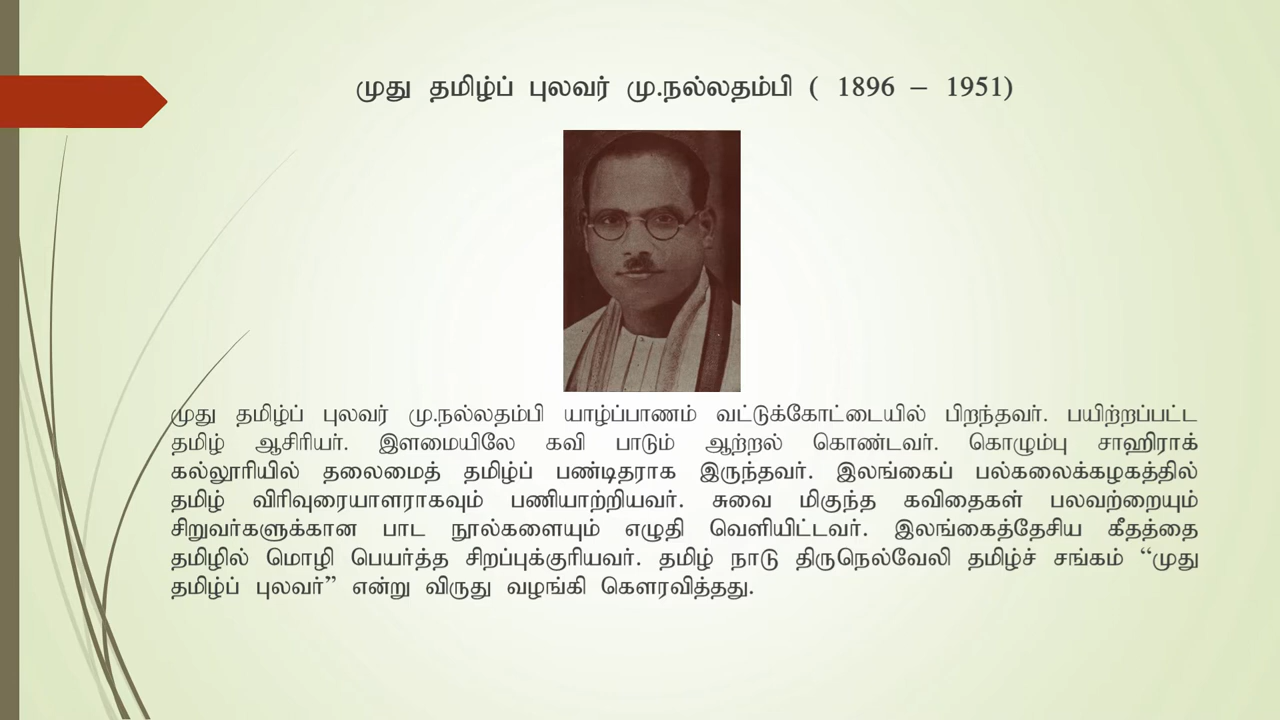 முது தமிழ்ப் புலவர் மு.நல்லதம்பி ( 1896 – 1951)
முது தமிழ்ப் புலவர் மு.நல்லதம்பி யாழ்ப்பாணம் வட்டுக்கோட்டையில் பிறந்தவர். பயிற்றப்பட்ட
தமிழ் ஆசிரியர். இளமையிலே கவி பாடும் ஆற்றல் கொண்டவர். கொழும்பு சாஹிராக்
கல்லூரியில் தலைமைத் தமிழ்ப் பண்டிதராக இருந்தவர். இலங்கைப் பல்கலைக்கழகத்தில்
தமிழ் விரிவுரையாளராகவும் பணியாற்றியவர். சுவை மிகுந்த கவிதைகள் பலவற்றையும்
சிறுவர்களுக்கான பாட நூல்களையும் எழுதி வெளியிட்டவர். இலங்கைத்தேசிய கீதத்தை
தமிழில் மொழி பெயர்த்த சிறப்புக்குரியவர். தமிழ் நாடு திருநெல்வேலி தமிழ்ச் சங்கம் “முது
தமிழ்ப் புலவர்” என்று விருது வழங்கி கௌரவித்தது.